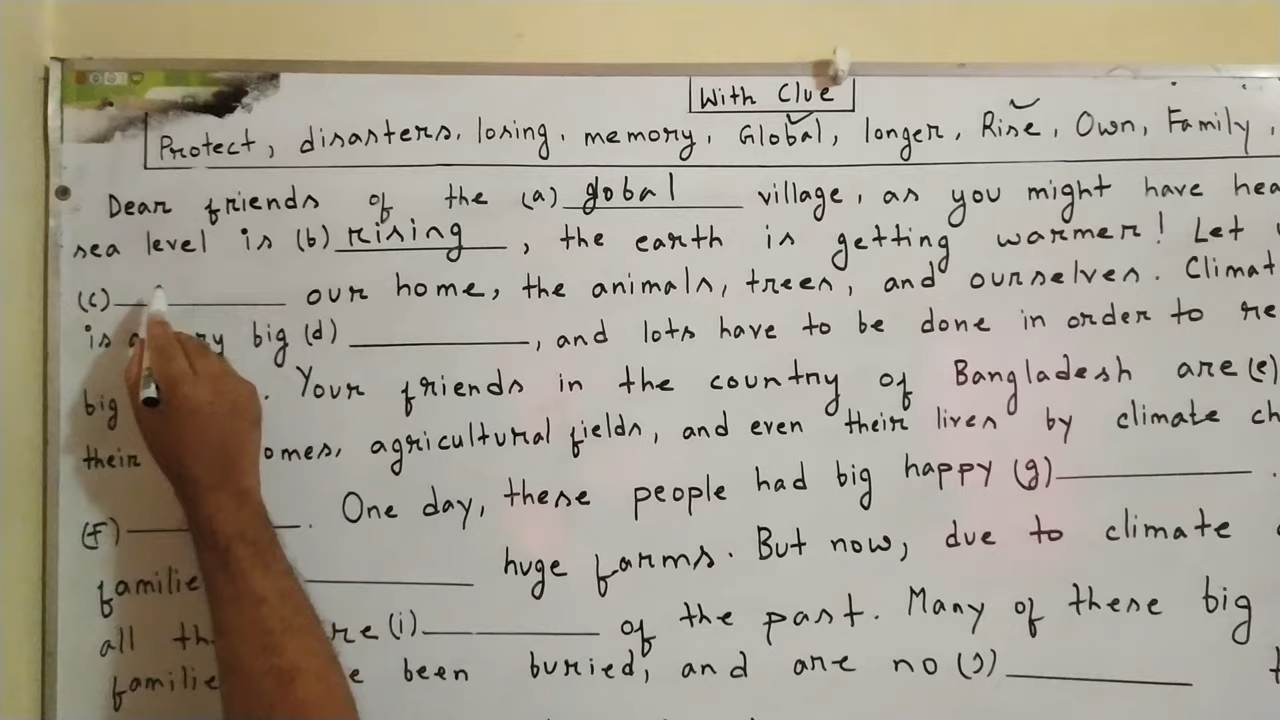 With Clue
Protect, disasters, losing, memory, Global, longer, Rise, Own, Family,
Dear friends of the (a) global village, as you might have hea
sea level is (b) rising, the earth is getting warmer! Let
(c) our home, the animals, trees, and ourselves. Climat
is big (d) , and lots have to be done in order to re
big . Your friends in the country of Bangladesh are (e)
their omes, agricultural fields, and even their lives by climate ch
(f) . One day, these people had big happy (g) .
familie huge farms. But now, due to climate
all th re (i) of the past. Many of these big
familie e been buried, and are no (j)